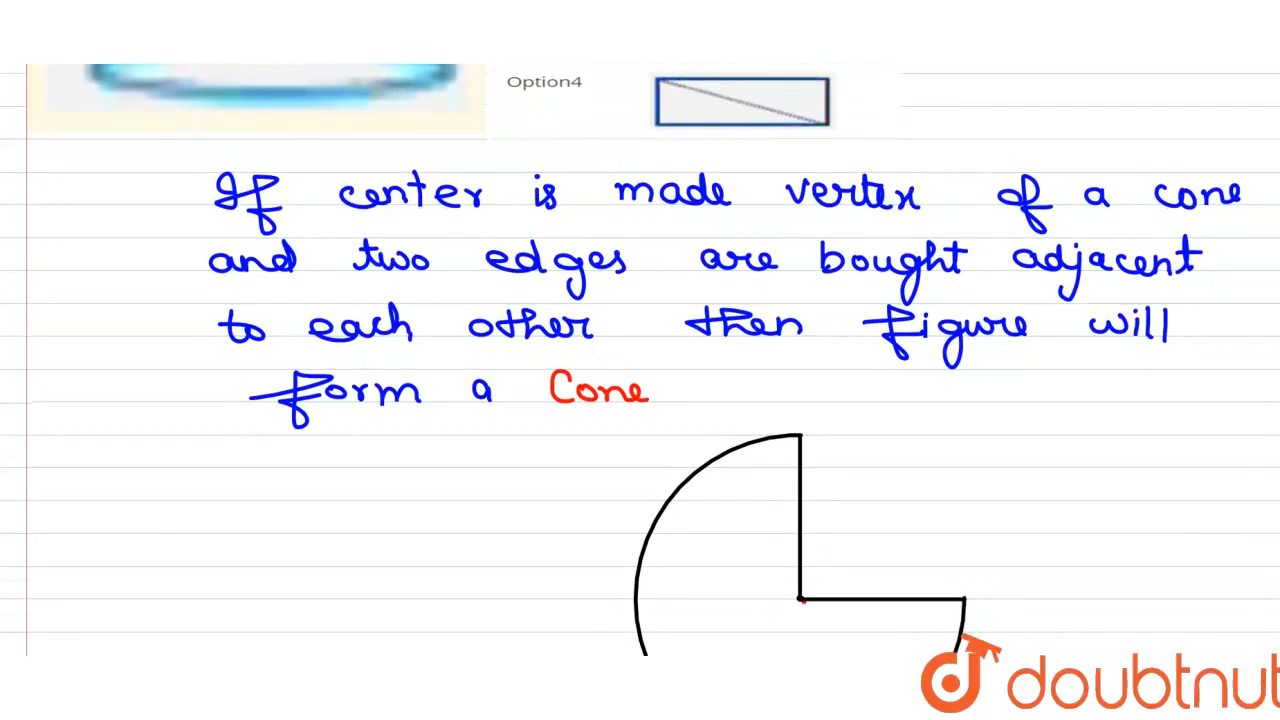 Option4
If center is made vertex of a cone
and two edges are bought adjacent
to each other then figure will
form a Cone
doubtnut